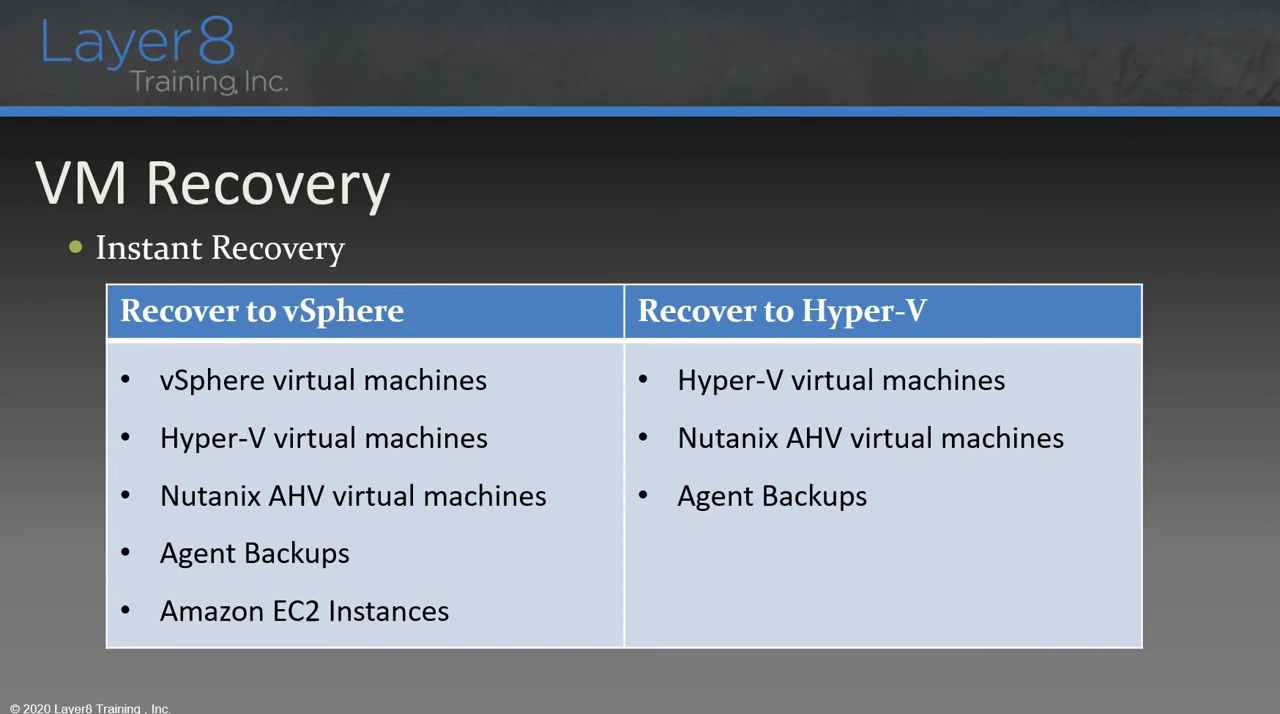 Layer8
Training, Inc.
VM Recovery
• Instant Recovery
Recover to vSphere
• vSphere virtual machines
• Hyper-V virtual machines
• Nutanix AHV virtual machines
• Agent Backups
• Amazon EC2 Instances
Recover to Hyper-V
• Hyper-V virtual machines
• Nutanix AHV virtual machines
• Agent Backups
© 2020 Layer8 Training , Inc.